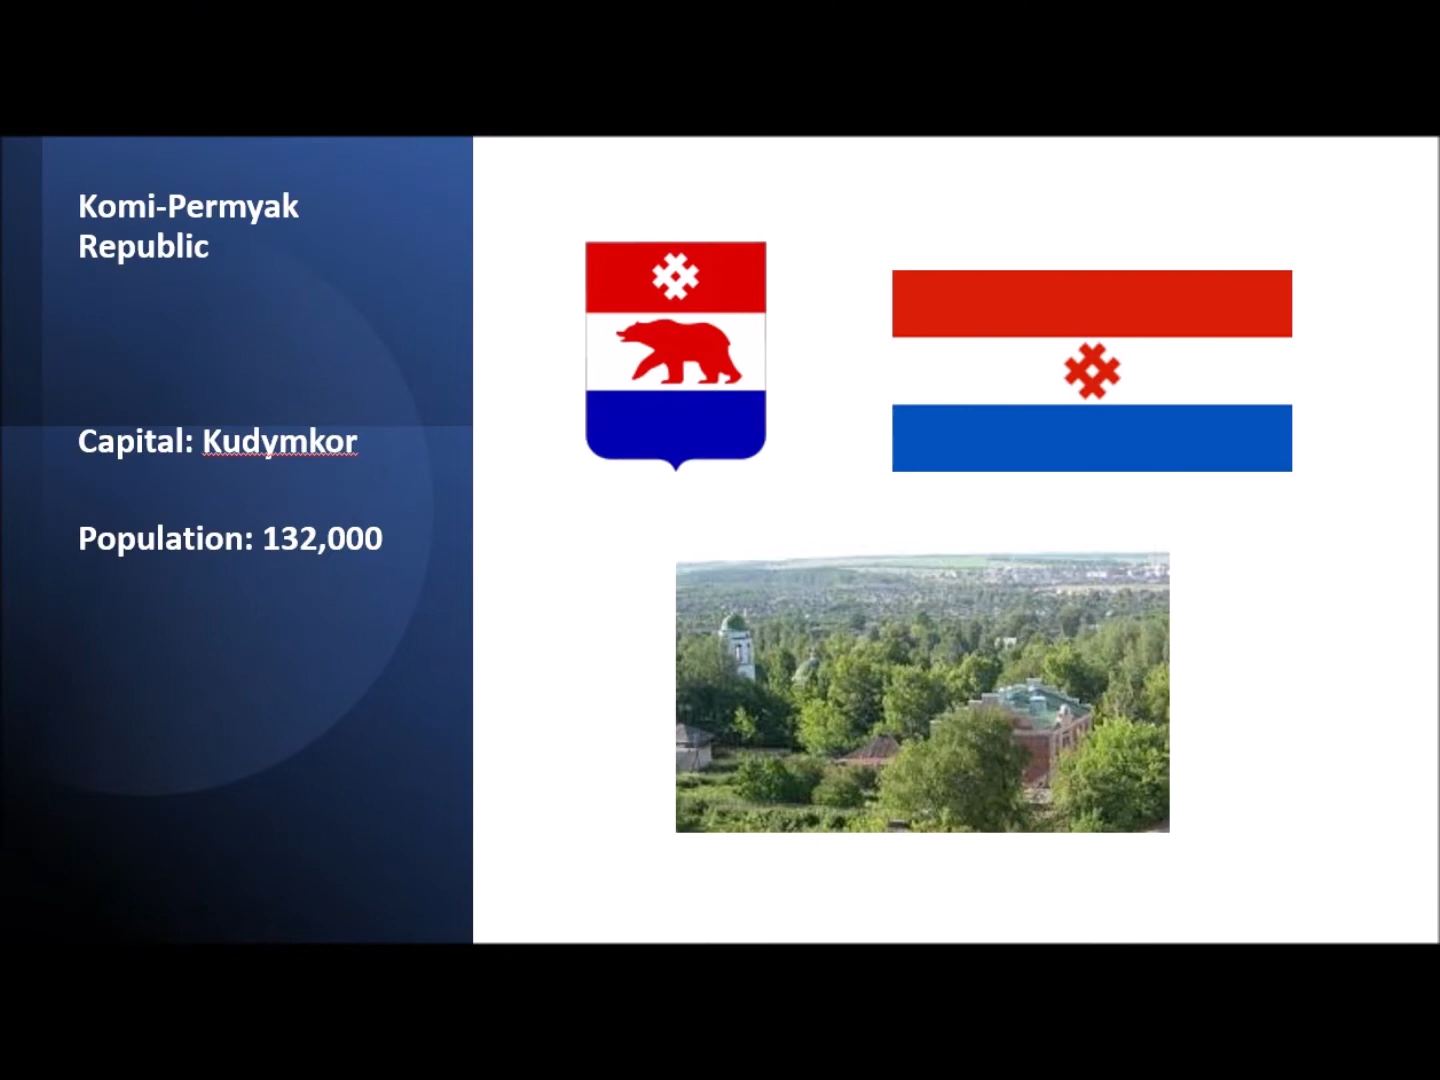 Komi-Permyak
Republic
Capital: Kudymkor
Population: 132,000